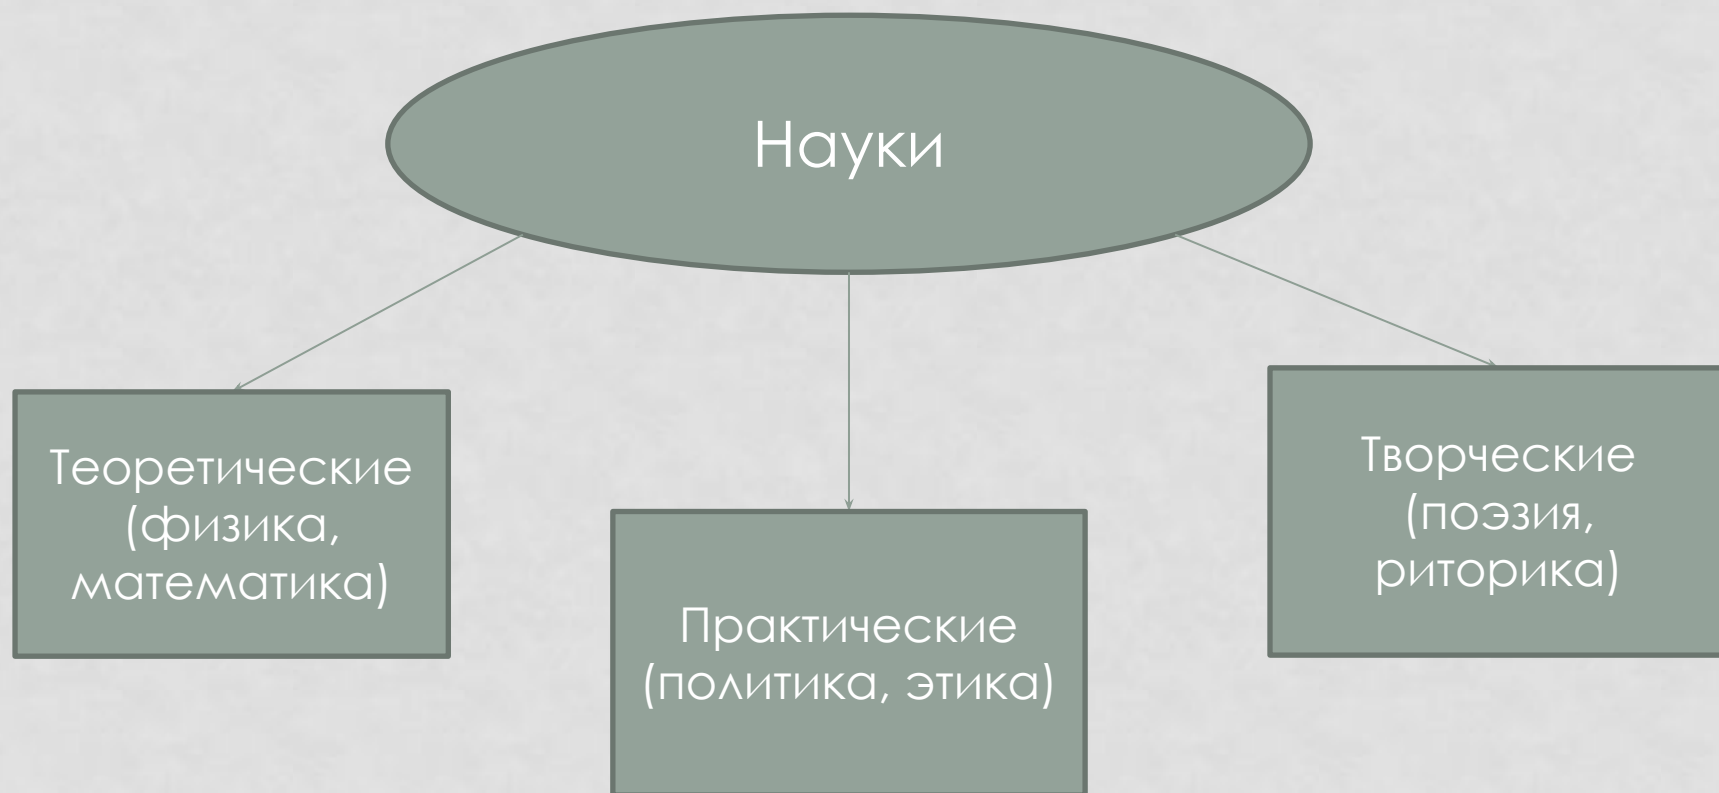 Науки
Теоретические
(физика,
математика)
Практические
(политика, этика)
Творческие
(поэзия,
риторика)